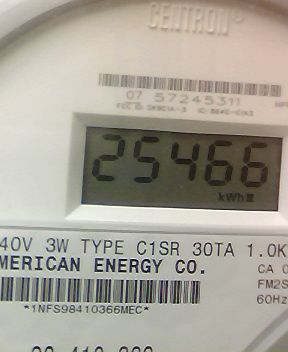 CENTRON
07 57245311
25466
kWh
40V 3W TYPE C1SR 30TA 1.0K
MERICAN ENERGY CO.
CA 0
FM2S
60Hz
*1NFS98410366MEC*